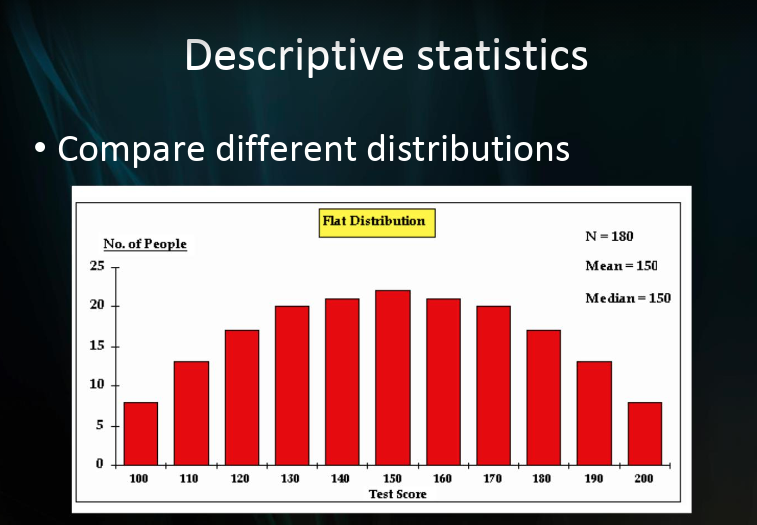 Descriptive statistics
• Compare different distributions
Flat Distribution
No. of People
N = 180
Mean = 150
Median = 150
25
20
15
10
5
0
100 110 120 130 140 150 160 170 180 190 200
Test Score